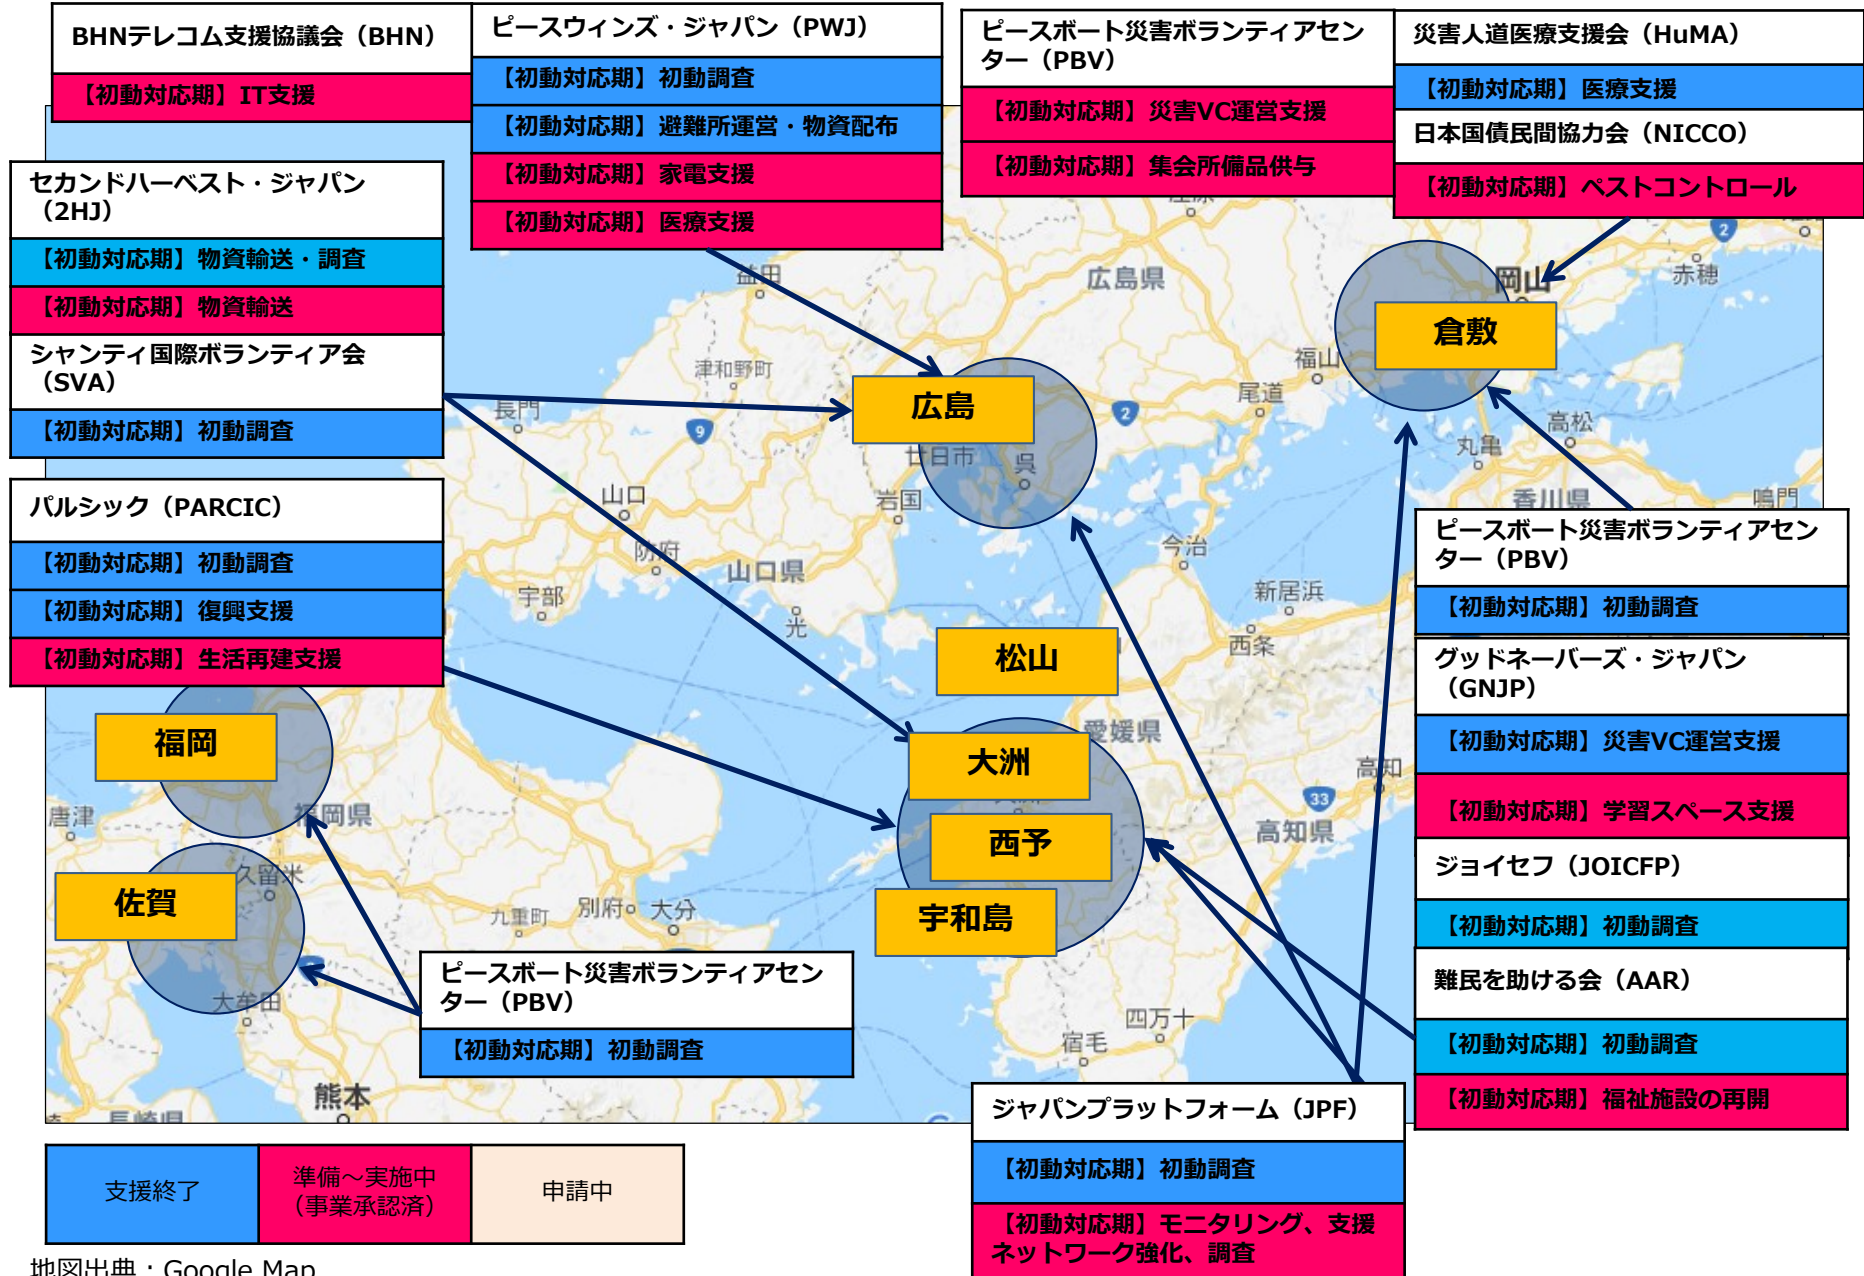 BHNテレコム支援協議会（BHN）
【初動対応期】IT支援
ピースウィンズ・ジャパン（PWJ）
【初動対応期】初動調査
【初動対応期】避難所運営・物資配布
【初動対応期】家電支援
【初動対応期】医療支援
ピースボート災害ボランティアセン
ター（PBV）
【初動対応期】災害VC運営支援
【初動対応期】集会所備品供与
災害人道医療支援会（HuMA）
【初動対応期】医療支援
日本国債民間協力会（NICCO）
【初動対応期】ペストコントロール
セカンドハーベスト・ジャパン
（2HJ）
【初動対応期】物資輸送・調査
【初動対応期】物資輸送
シャンティ国際ボランティア会
（SVA）
【初動対応期】初動調査
パルシック（PARCIC）
【初動対応期】初動調査
【初動対応期】復興支援
【初動対応期】生活再建支援
益田
広島県
岡山
2
赤穂
倉敷
福山
津和野町
尾道
広島
長門
9
2
高松
丸亀
廿日市
呉
岩国
山口
香川県
鳴門
防府
山口県
今治
宇部
光
新居浜
西条
松山
愛媛県
大洲
高知
33
高知県
西予
宇和島
福岡
唐津
福岡県
久留米
佐賀
九重町
別府
大分
大牟田
四万十
宿毛
熊本
長崎県
ピースボート災害ボランティアセン
ター（PBV）
【初動対応期】初動調査
ピースボート災害ボランティアセン
ター（PBV）
【初動対応期】初動調査
グッドネーバーズ・ジャパン
（GNJP）
【初動対応期】災害VC運営支援
【初動対応期】学習スペース支援
ジョイセフ（JOICFP）
【初動対応期】初動調査
難民を助ける会（AAR）
【初動対応期】初動調査
【初動対応期】福祉施設の再開
ジャパンプラットフォーム（JPF）
【初動対応期】初動調査
【初動対応期】モニタリング、支援
ネットワーク強化、調査
支援終了
準備～実施中
（事業承認済）
申請中
地図出典：Google Map